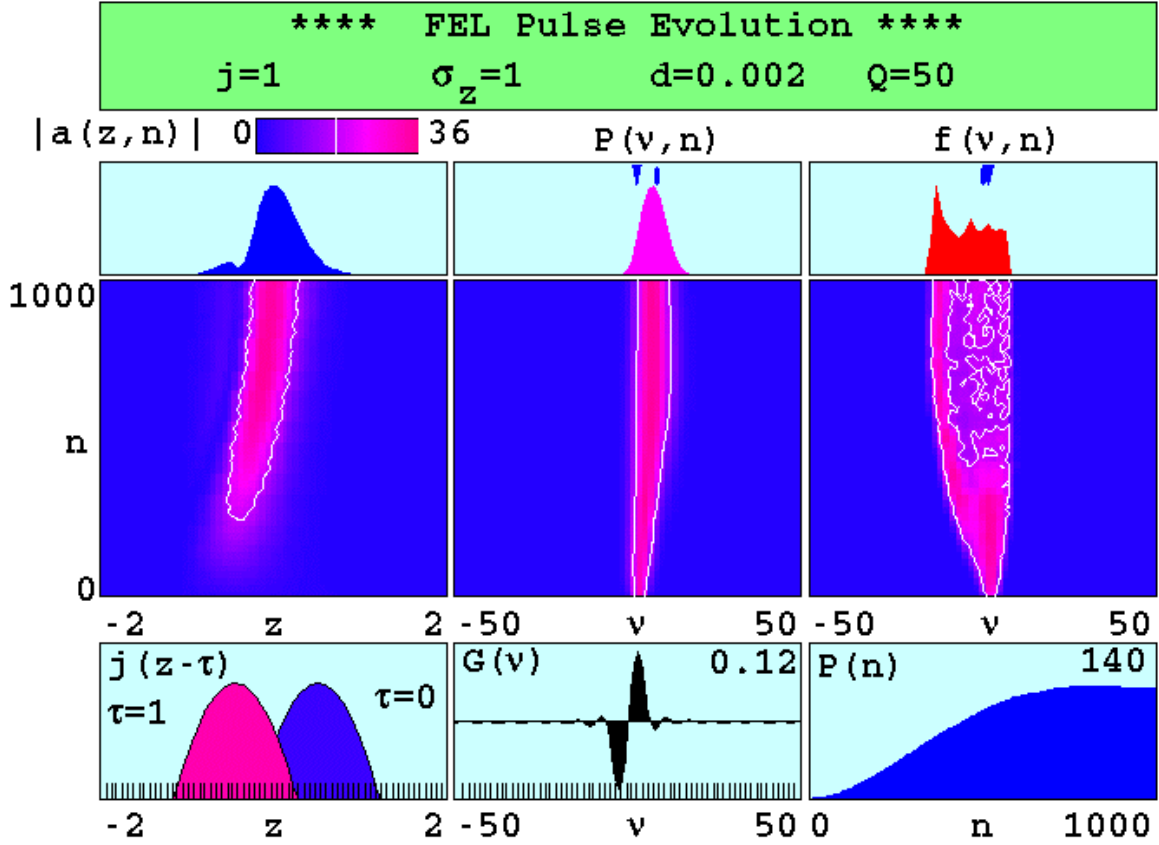 **** FEL Pulse Evolution ****
j=1 σz=1 d=0.002 Q=50
|a(z,n)| 0 36 P(ν,n) f(ν,n)
1000
n
0
-2 z 2 -50 ν 50 -50 ν 50
j(z-τ) G(ν) 0.12 P(n) 140
τ=1 τ=0
-2 z 2 -50 ν 50 0 n 1000